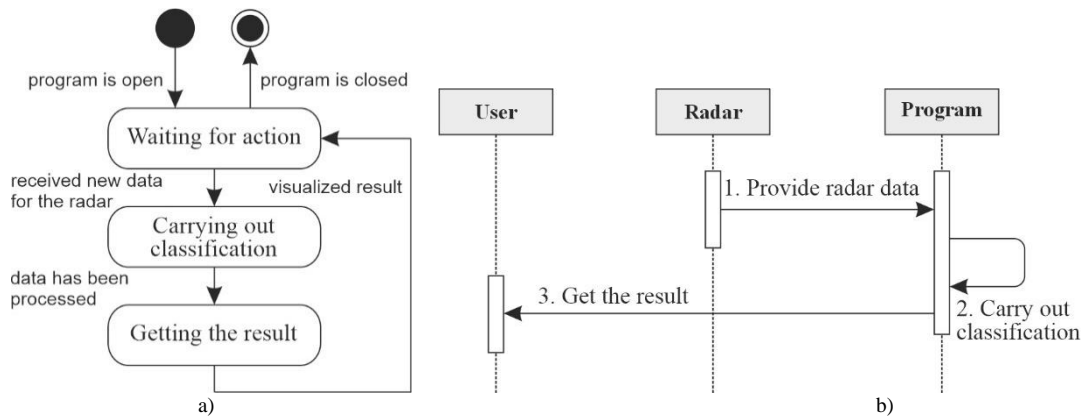 program is open
program is closed
Waiting for action
received new data
for the radar
visualized result
Carrying out
classification
data has been
processed
Getting the result
a)
User
Radar
Program
1. Provide radar data
2. Carry out
classification
3. Get the result
b)